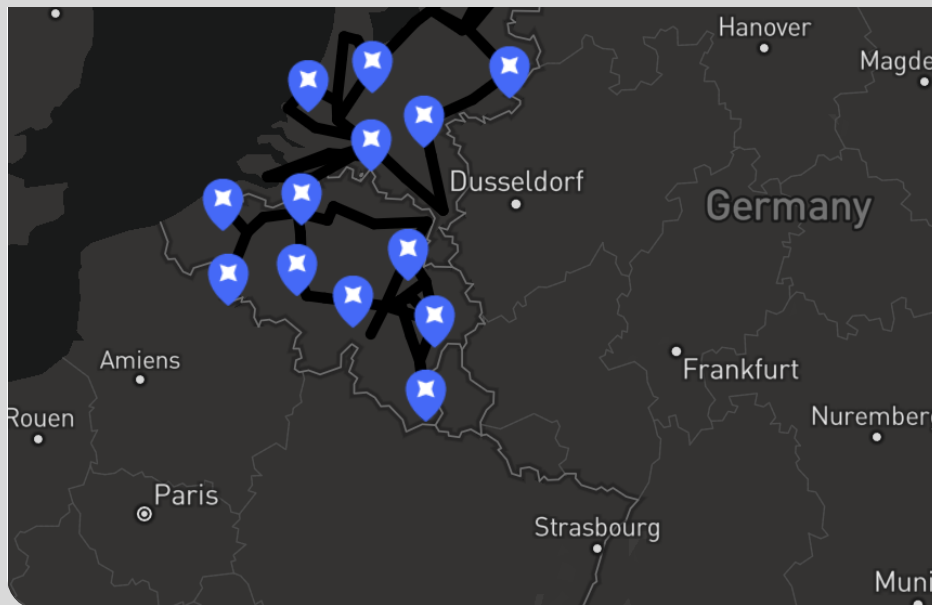 Hanover
Magde
Dusseldorf
Germany
Amiens
Frankfurt
Rouen
Nuremberg
Paris
Strasbourg
Muni